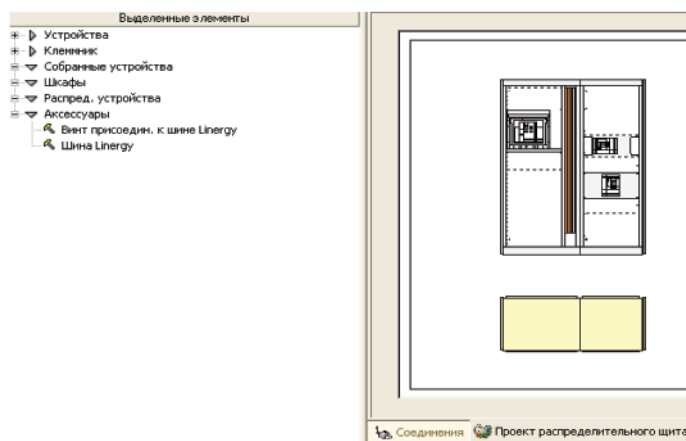 Выделенные элементы
Устройства
Клеммник
Собранные устройства
Шкафы
Распред. устройства
Аксессуары
Винт присоедин. к шине Linergy
Шина Linergy
Соединения
Проект распределительного щита